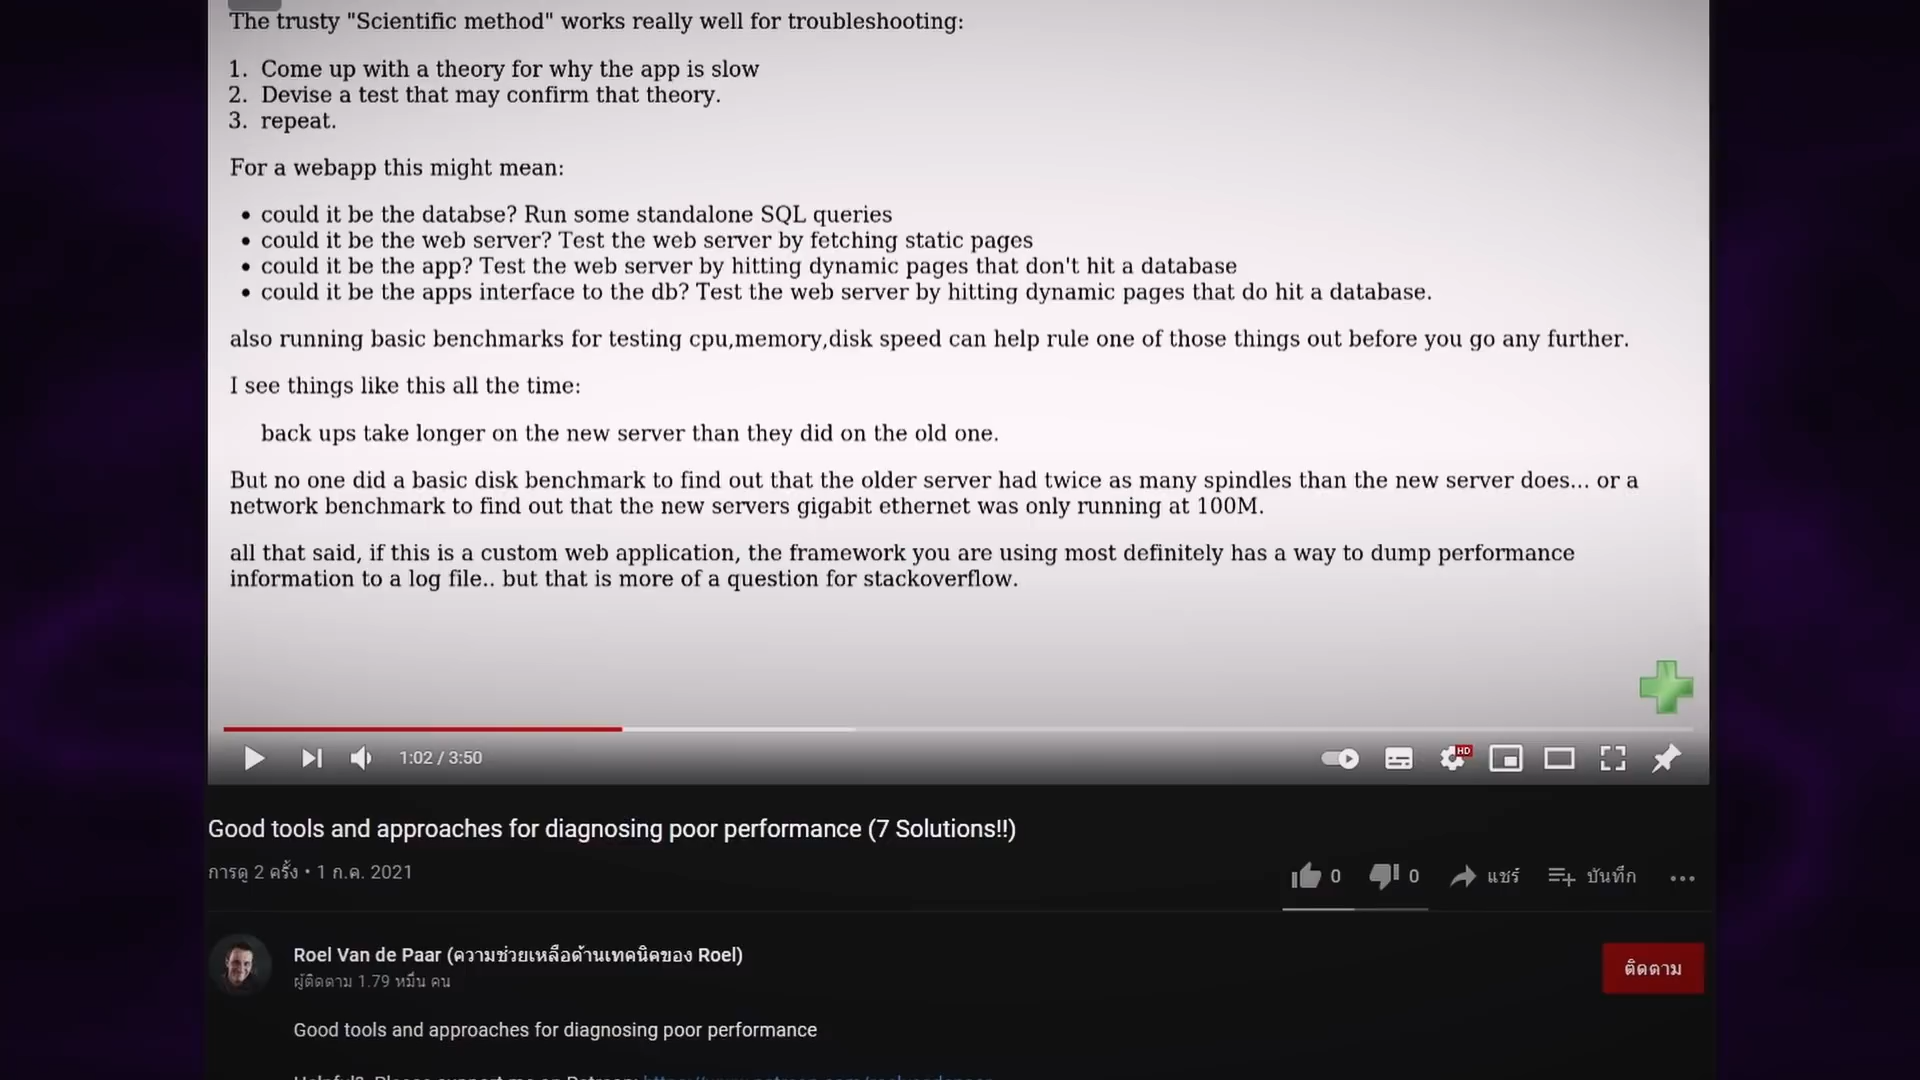 The trusty "Scientific method" works really well for troubleshooting:
1. Come up with a theory for why the app is slow
2. Devise a test that may confirm that theory.
3. repeat.
For a webapp this might mean:
• could it be the databse? Run some standalone SQL queries
• could it be the web server? Test the web server by fetching static pages
• could it be the app? Test the web server by hitting dynamic pages that don't hit a database
• could it be the apps interface to the db? Test the web server by hitting dynamic pages that do hit a database.
also running basic benchmarks for testing cpu,memory,disk speed can help rule one of those things out before you go any further.
I see things like this all the time:
back ups take longer on the new server than they did on the old one.
But no one did a basic disk benchmark to find out that the older server had twice as many spindles than the new server does... or a
network benchmark to find out that the new servers gigabit ethernet was only running at 100M.
all that said, if this is a custom web application, the framework you are using most definitely has a way to dump performance
information to a log file.. but that is more of a question for stackoverflow.
1:02 / 3:50
HD
Good tools and approaches for diagnosing poor performance (7 Solutions!!)
การดู 2 ครั้ง • 1 ก.ค. 2021
0 0 แชร์ บันทึก
Roel Van de Paar (ความช่วยเหลือด้านเทคนิคของ Roel)
ผู้ติดตาม 1.79 หมื่น คน
ติดตาม
Good tools and approaches for diagnosing poor performance